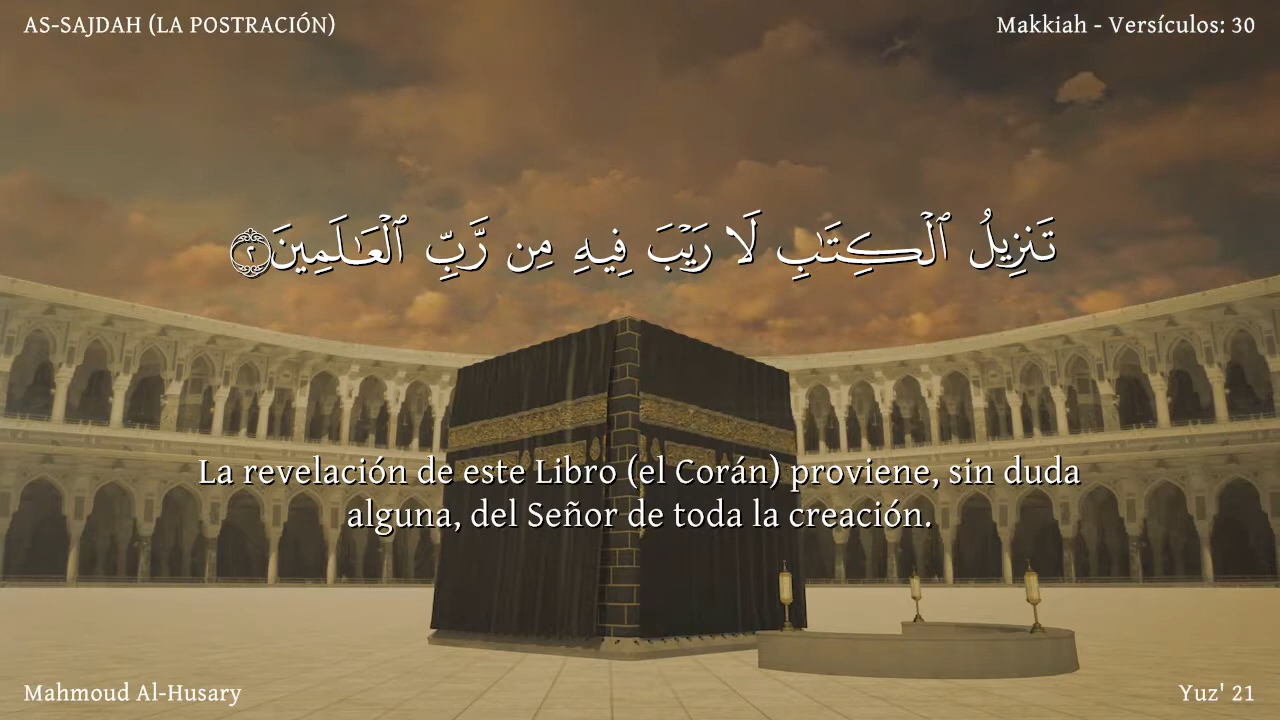 AS-SAJDAH (LA POSTRACIÓN)
Makkiah - Versículos: 30
تَنزِيلُ ٱلْكِتَـٰبِ لَا رَيْبَ فِيهِ مِن رَّبِّ ٱلْعَـٰلَمِينَ ٢
La revelación de este Libro (el Corán) proviene, sin duda
alguna, del Señor de toda la creación.
Mahmoud Al-Husary
Yuz' 21